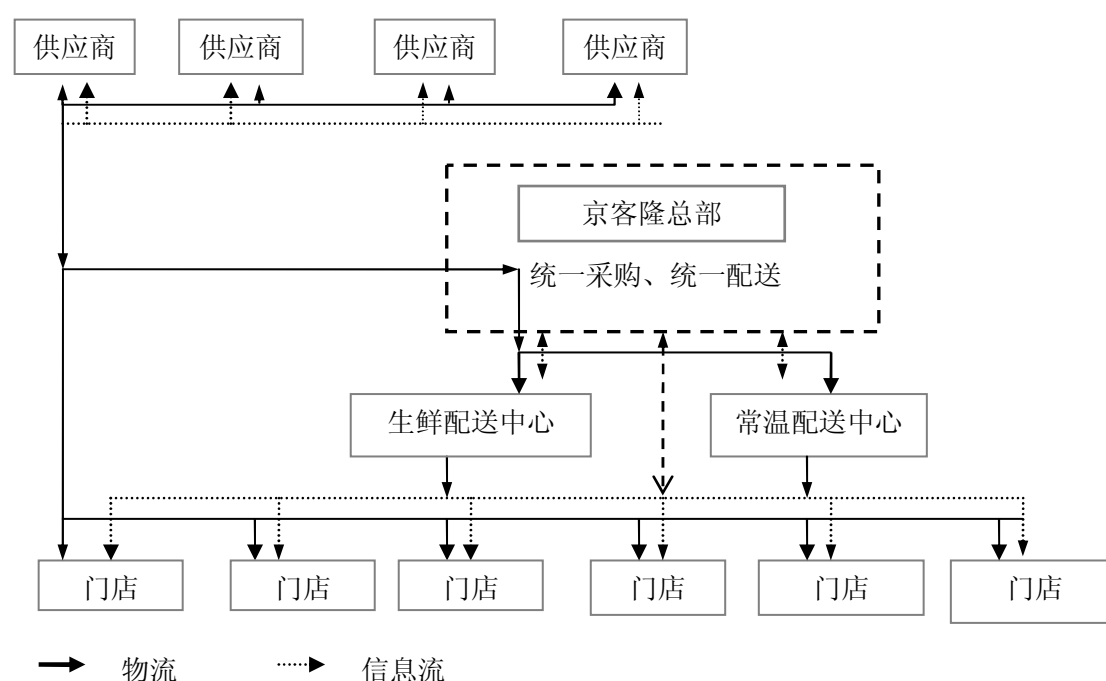 供应商 供应商 供应商 供应商
京客隆总部
统一采购、统一配送
生鲜配送中心 常温配送中心
门店 门店 门店 门店 门店 门店
物流 信息流